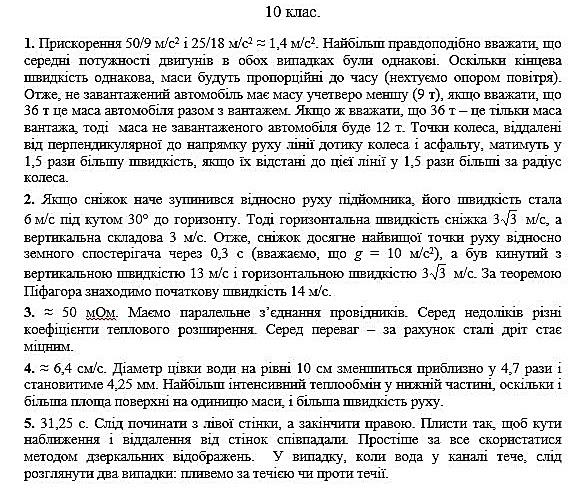 10 клас.
1. Прискорення 50/9 м/с² і 25/18 м/с² ≈ 1,4 м/с². Найбільш правдоподібно вважати, що
середні потужності двигунів в обох випадках були однакові. Оскільки кінцева
швидкість однакова, маси будуть пропорційні до часу (нехтуємо опором повітря).
Отже, не завантажений автомобіль має масу учетверо меншу (9 т), якщо вважати, що
36 т це маса автомобіля разом з вантажем. Якщо ж вважати, що 36 т – це тільки маса
вантажа, тоді маса не завантаженого автомобіля буде 12 т. Точки колеса, віддалені
від перпендикулярної до напрямку руху лінії дотику колеса і асфальту, матимуть у
1,5 рази більшу швидкість, якщо їх відстані до цієї лінії у 1,5 рази більші за радіус
колеса.
2. Якщо сніжок наче зупинився відносно руху підйомника, його швидкість стала
6 м/с під кутом 30° до горизонту. Тоді горизонтальна швидкість сніжка 3√3 м/с, а
вертикальна складова 3 м/с. Отже, сніжок досягне найвищої точки руху відносно
земного спостерігача через 0,3 с (вважаємо, що g = 10 м/с²), а був кинутий з
вертикальною швидкістю 13 м/с і горизонтальною швидкістю 3√3 м/с. За теоремою
Піфагора знаходимо початкову швидкість 14 м/с.
3. ≈ 50 мОм. Маємо паралельне з’єднання провідників. Серед недоліків різні
коефіцієнти теплового розширення. Серед переваг – за рахунок сталі дріт стає
міцним.
4. ≈ 6,4 см/с. Діаметр цівки води на рівні 10 см зменшиться приблизно у 4,7 рази і
становитиме 4,25 мм. Найбільш інтенсивний теплообмін у нижній частині, оскільки і
більша площа поверхні на одиницю маси, і більша швидкість руху.
5. 31,25 с. Слід починати з лівої стінки, а закінчити правою. Плисти так, щоб кути
наближення і віддалення від стінок співпадали. Простіше за все скористатися
методом дзеркальних відображень. У випадку, коли вода у каналі тече, слід
розглянути два випадки: пливемо за течією чи проти течії.